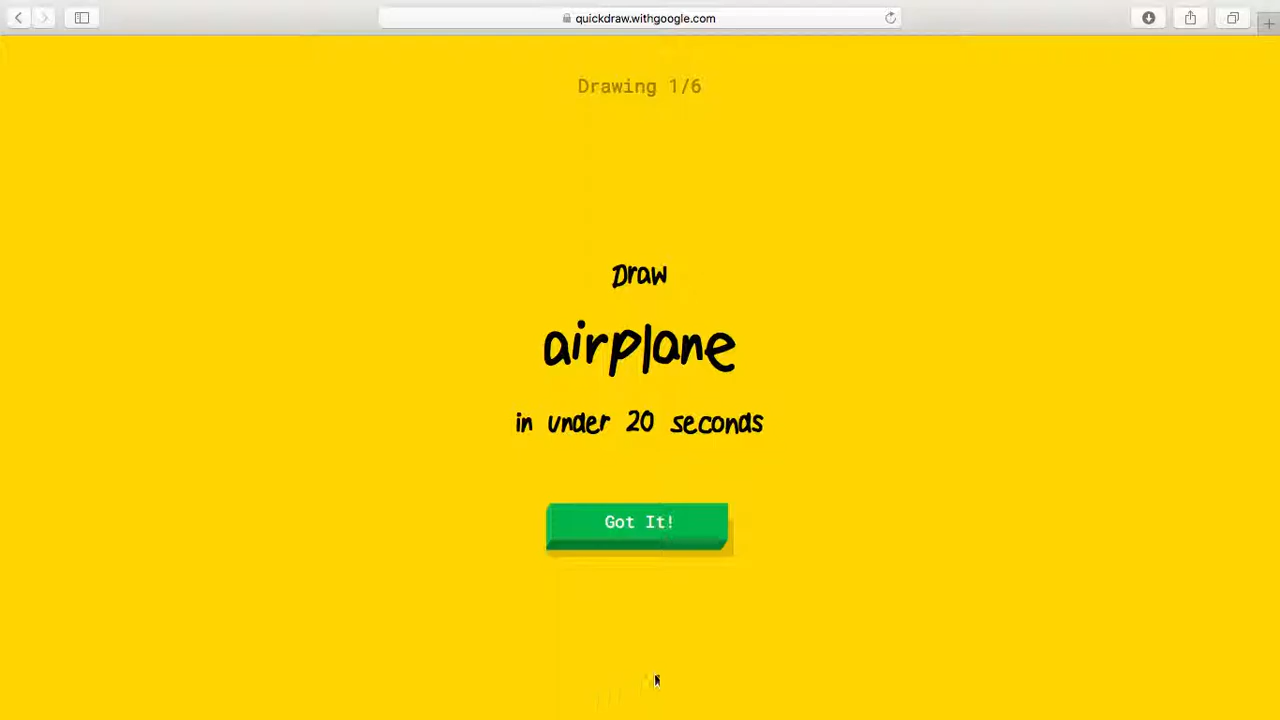 quickdraw.withgoogle.com
Drawing 1/6
Draw
airplane
in under 20 seconds
Got It!